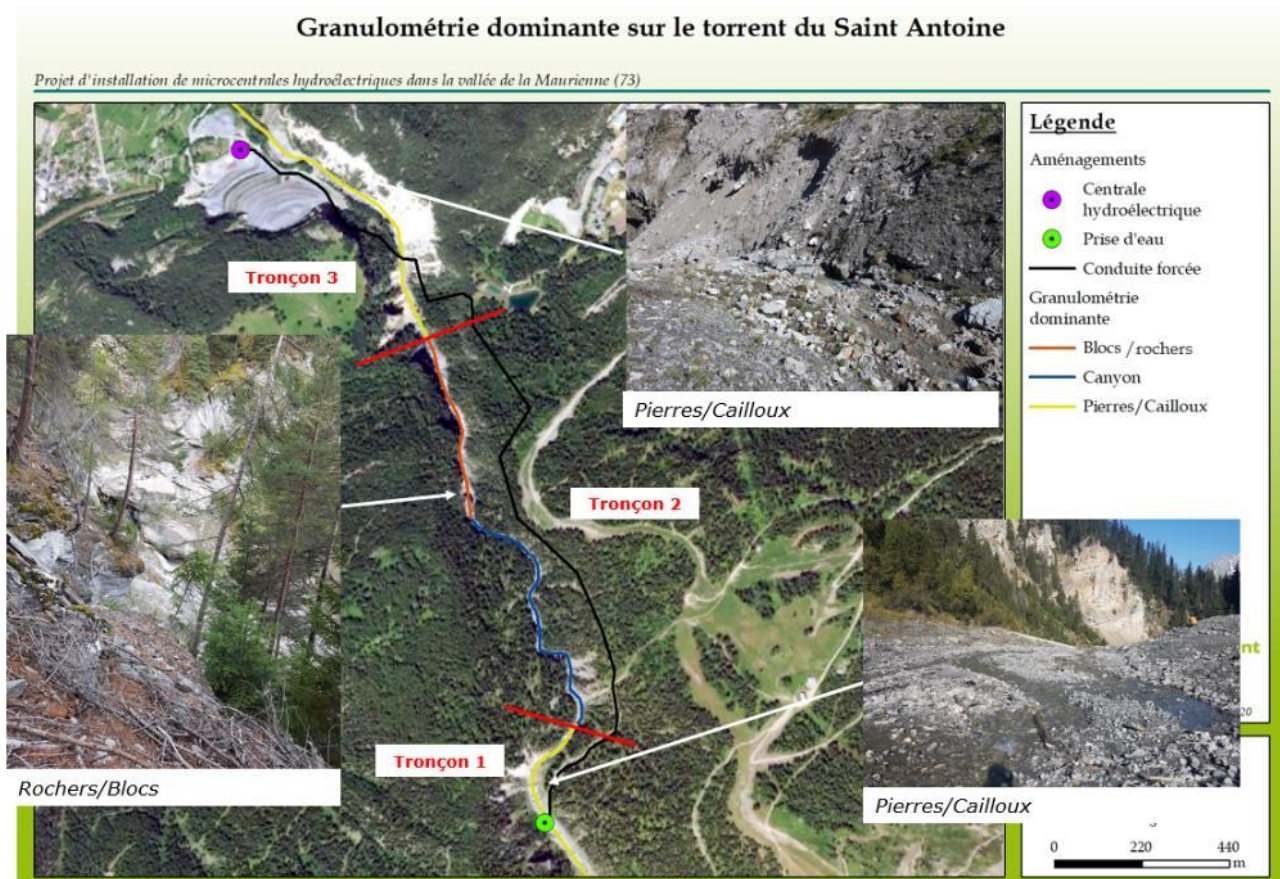 Granulométrie dominante sur le torrent du Saint Antoine
Projet d'installation de microcentrales hydroélectriques dans la vallée de la Maurienne (73)
Légende
Aménagements
Centrale
hydroélectrique
Prise d'eau
Conduite forcée
Granulométrie
dominante
Blocs /rochers
Canyon
Pierres/Cailloux
Tronçon 3
Pierres/Cailloux
Tronçon 2
Tronçon 1
Rochers/Blocs
Pierres/Cailloux
nt
20
0 220 440
m